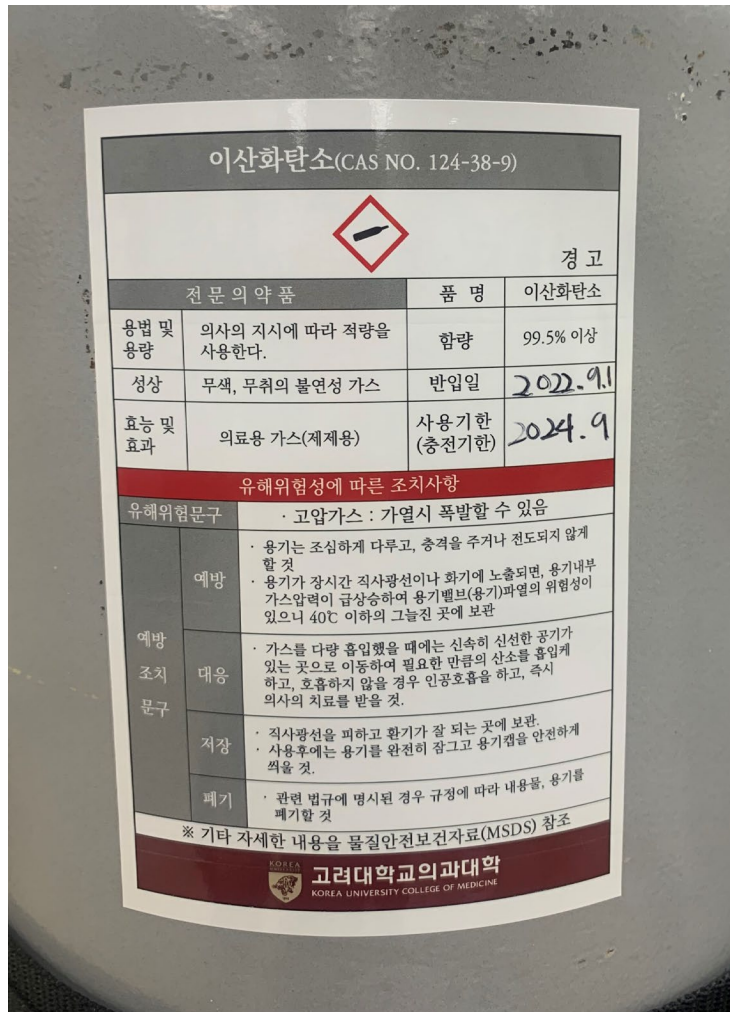 이산화탄소(CAS NO. 124-38-9)
경고
전문의약품 품 명 이산화탄소
용법 및 용량 의사의 지시에 따라 적량을 사용한다. 함량 99.5% 이상
성상 무색, 무취의 불연성 가스 반입일 2022.9.1
효능 및 효과 의료용 가스(제제용) 사용기한 (충전기한) 2024.9
유해위험성에 따른 조치사항
유해위험문구 · 고압가스 : 가열시 폭발할 수 있음
예방 조치 문구
예방
· 용기는 조심하게 다루고, 충격을 주거나 전도되지 않게
할 것
· 용기가 장시간 직사광선이나 화기에 노출되면, 용기내부
가스압력이 급상승하여 용기밸브(용기)파열의 위험성이
있으니 40℃ 이하의 그늘진 곳에 보관
대응
· 가스를 다량 흡입했을 때에는 신속히 신선한 공기가
있는 곳으로 이동하여 필요한 만큼의 산소를 흡입케
하고, 호흡하지 않을 경우 인공호흡을 하고, 즉시
의사의 치료를 받을 것.
저장
· 직사광선을 피하고 환기가 잘 되는 곳에 보관.
· 사용후에는 용기를 완전히 잠그고 용기캡을 안전하게
씌울 것.
폐기
· 관련 법규에 명시된 경우 규정에 따라 내용물, 용기를
폐기할 것
※ 기타 자세한 내용을 물질안전보건자료(MSDS) 참조
KOREA
고려대학교의과대학
KOREA UNIVERSITY COLLEGE OF MEDICINE